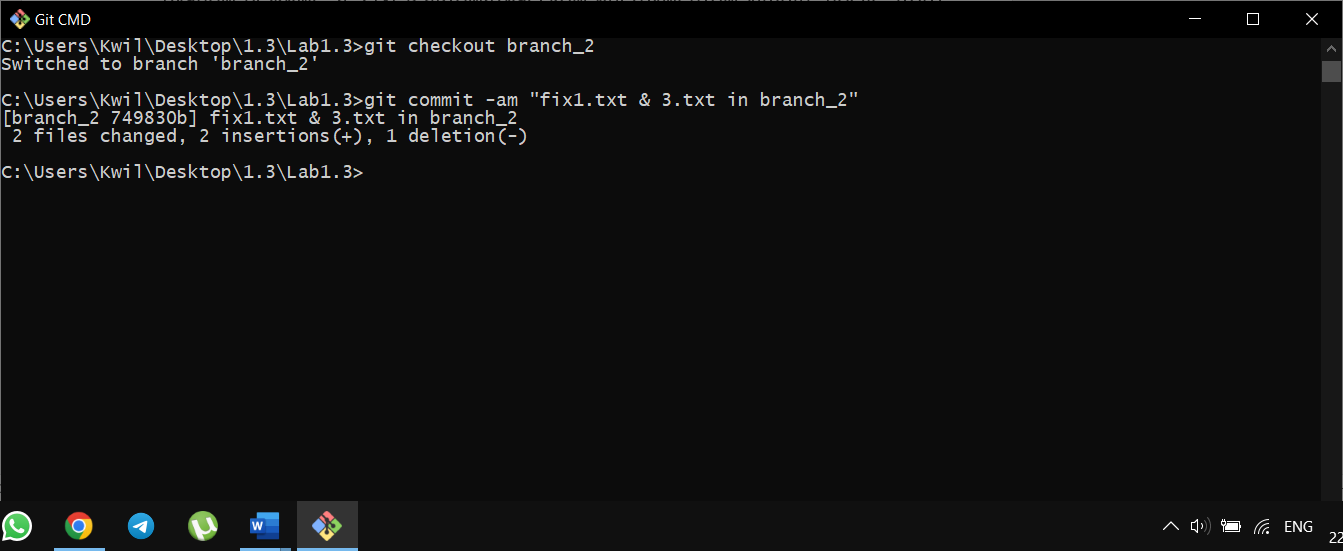 Git CMD
C:\Users\Kwil\Desktop\1.3\Lab1.3>git checkout branch_2
Switched to branch 'branch_2'
C:\Users\Kwil\Desktop\1.3\Lab1.3>git commit -am "fix1.txt & 3.txt in branch_2"
[branch_2 749830b] fix1.txt & 3.txt in branch_2
 2 files changed, 2 insertions(+), 1 deletion(-)
C:\Users\Kwil\Desktop\1.3\Lab1.3>
W
ENG
22